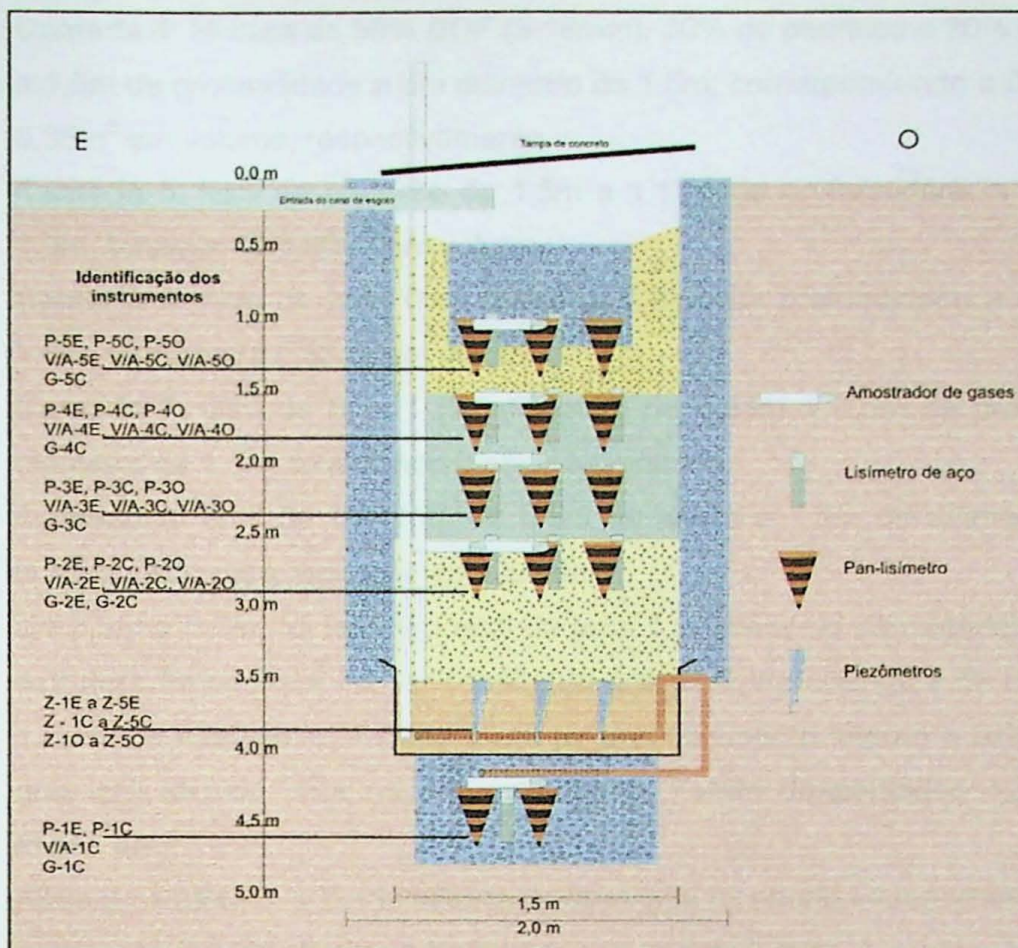 E
O
Tampa de concreto
0,0 m
Entrada do cano de esgoto
0,5 m
Identificação dos
instrumentos
1,0 m
P-5E, P-5C, P-5O
V/A-5E, V/A-5C, V/A-5O
G-5C
1,5 m
Amostrador de gases
P-4E, P-4C, P-4O
V/A-4E, V/A-4C, V/A-4O
G-4C
2,0 m
Lisímetro de aço
P-3E, P-3C, P-3O
V/A-3E, V/A-3C, V/A-3O
G-3C
2,5 m
Pan-lisímetro
P-2E, P-2C, P-2O
V/A-2E, V/A-2C, V/A-2O
G-2E, G-2C
3,0 m
3,5 m
Piezômetros
Z-1E a Z-5E
Z - 1C a Z-5C
Z-1O a Z-5O
4,0 m
4,5 m
P-1E, P-1C
V/A-1C
G-1C
5,0 m
1,5 m
2,0 m